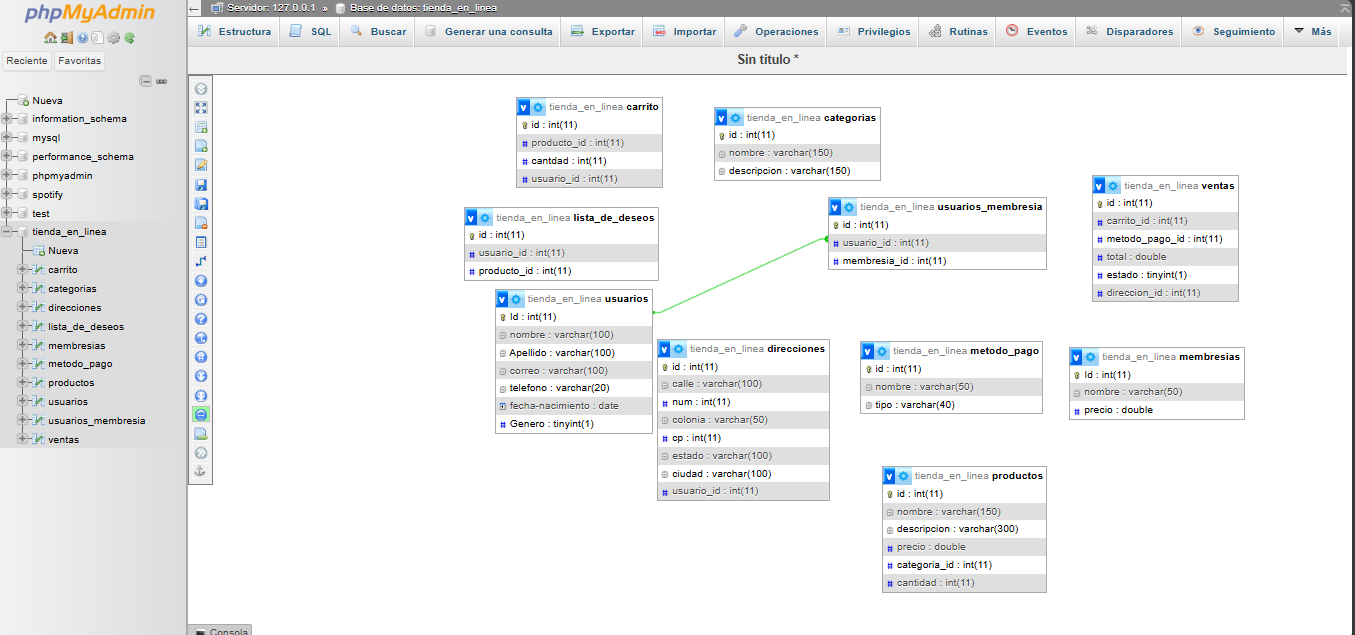 phpMyAdmin
Reciente Favoritas
Nueva
information_schema
mysql
performance_schema
phpmyadmin
spotify
test
tienda_en_linea
Nueva
carrito
categorias
direcciones
lista_de_deseos
membresias
metodo_pago
productos
usuarios
usuarios_membresia
ventas
Servidor: 127.0.0.1 » Base de datos: tienda_en_linea
Estructura SQL Buscar Generar una consulta Exportar Importar Operaciones Privilegios Rutinas Eventos Disparadores Seguimiento Más
Sin título *
v tienda_en_linea carrito
id : int(11)
# producto_id : int(11)
# cantdad : int(11)
# usuario_id : int(11)
v tienda_en_linea categorias
id : int(11)
nombre : varchar(150)
descripcion : varchar(150)
v tienda_en_linea ventas
id : int(11)
# carrito_id : int(11)
# metodo_pago_id : int(11)
# total : double
# estado : tinyint(1)
# direccion_id : int(11)
v tienda_en_linea lista_de_deseos
id : int(11)
# usuario_id : int(11)
# producto_id : int(11)
v tienda_en_linea usuarios_membresia
id : int(11)
# usuario_id : int(11)
# membresia_id : int(11)
v tienda_en_linea usuarios
Id : int(11)
nombre : varchar(100)
Apellido : varchar(100)
correo : varchar(100)
telefono : varchar(20)
fecha-nacimiento : date
# Genero : tinyint(1)
v tienda_en_linea direcciones
id : int(11)
calle : varchar(100)
# num : int(11)
colonia : varchar(50)
# cp : int(11)
estado : varchar(100)
ciudad : varchar(100)
# usuario_id : int(11)
v tienda_en_linea metodo_pago
id : int(11)
nombre : varchar(50)
tipo : varchar(40)
v tienda_en_linea membresias
Id : int(11)
nombre : varchar(50)
# precio : double
v tienda_en_linea productos
id : int(11)
nombre : varchar(150)
descripcion : varchar(300)
# precio : double
# categoria_id : int(11)
# cantidad : int(11)
Consola